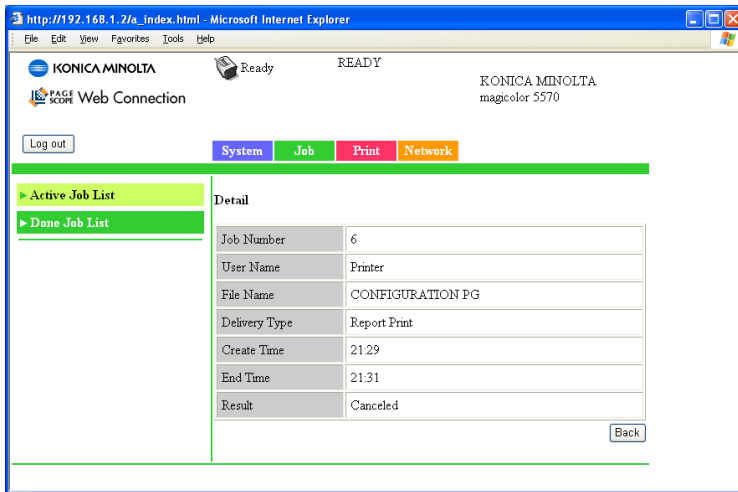 http://192.168.1.2/a_index.html - Microsoft Internet Explorer
File Edit View Favorites Tools Help
KONICA MINOLTA
Ready
READY
KONICA MINOLTA
magicolor 5570
PAGE SCOPE Web Connection
Log out
System Job Print Network
Active Job List
Done Job List
Detail
Job Number 6
User Name Printer
File Name CONFIGURATION PG
Delivery Type Report Print
Create Time 21:29
End Time 21:31
Result Canceled
Back